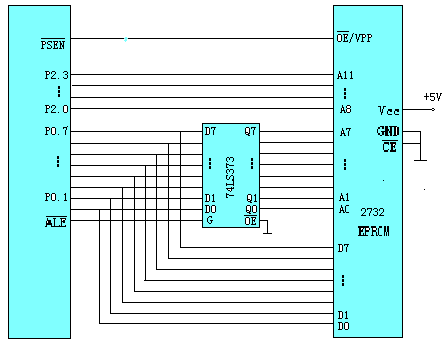 PSEN
P2.3
P2.0
P0.7
P0.1
ALE
D7
Q7
74LS373
D1
Q1
D0
Q0
G
OE
OE/VPP
A11
A8
A7
A1
A0
2732
EPROM
D7
D1
D0
Vcc
+5V
GND
CE